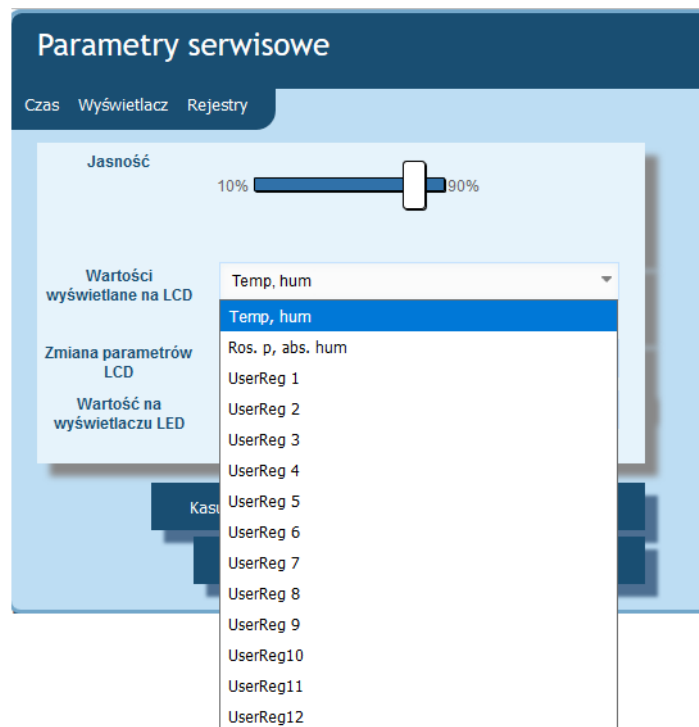 Parametry serwisowe
Czas Wyświetlacz Rejestry
Jasność
10% 90%
Wartości
wyświetlane na LCD
Temp, hum
Temp, hum
Ros. p, abs. hum
Zmiana parametrów
LCD
UserReg 1
Wartość na
wyświetlaczu LED
UserReg 2
UserReg 3
UserReg 4
UserReg 5
UserReg 6
UserReg 7
UserReg 8
UserReg 9
UserReg10
UserReg11
UserReg12